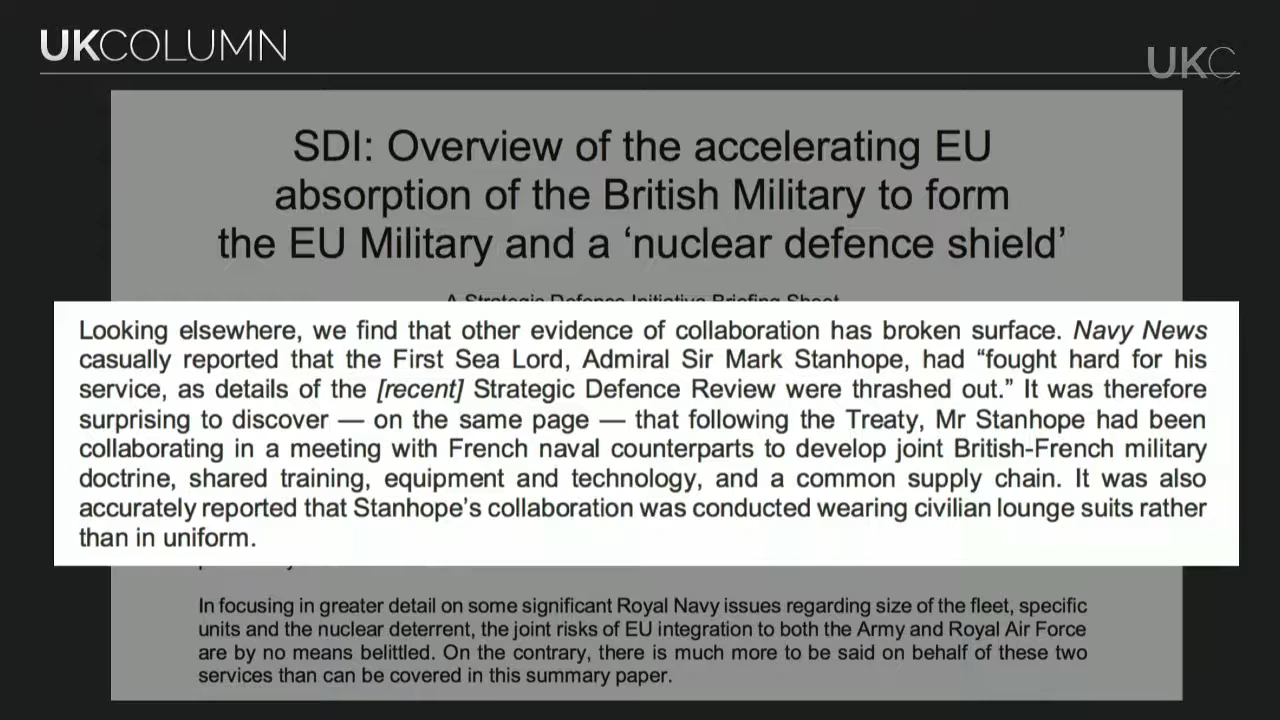 UKCOLUMN
UKC
SDI: Overview of the accelerating EU
absorption of the British Military to form
the EU Military and a ‘nuclear defence shield’
A Strategic Defence Initiative Briefing Sheet
Looking elsewhere, we find that other evidence of collaboration has broken surface. Navy News
casually reported that the First Sea Lord, Admiral Sir Mark Stanhope, had “fought hard for his
service, as details of the [recent] Strategic Defence Review were thrashed out.” It was therefore
surprising to discover — on the same page — that following the Treaty, Mr Stanhope had been
collaborating in a meeting with French naval counterparts to develop joint British-French military
doctrine, shared training, equipment and technology, and a common supply chain. It was also
accurately reported that Stanhope’s collaboration was conducted wearing civilian lounge suits rather
than in uniform.
In focusing in greater detail on some significant Royal Navy issues regarding size of the fleet, specific
units and the nuclear deterrent, the joint risks of EU integration to both the Army and Royal Air Force
are by no means belittled. On the contrary, there is much more to be said on behalf of these two
services than can be covered in this summary paper.